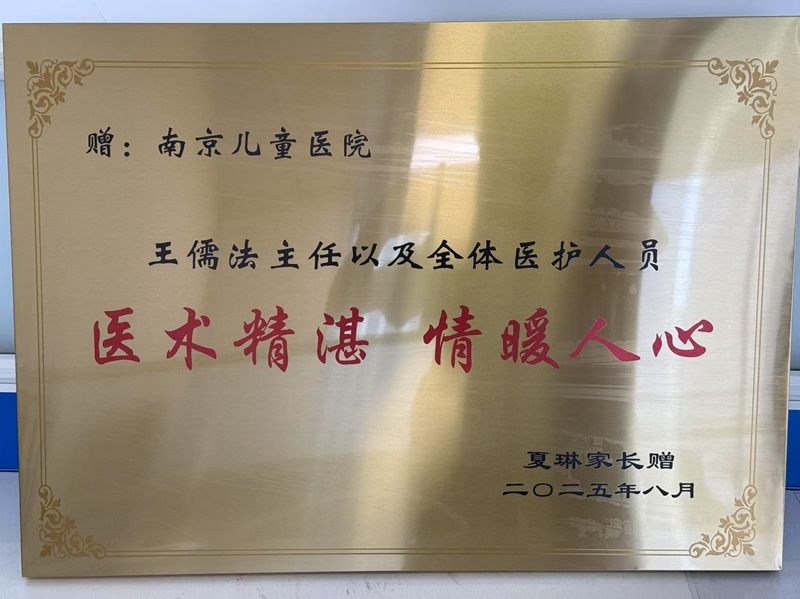 赠：南京儿童医院
王儒法主任以及全体医护人员
医术精湛 情暖人心
夏琳家长赠
二〇二五年八月